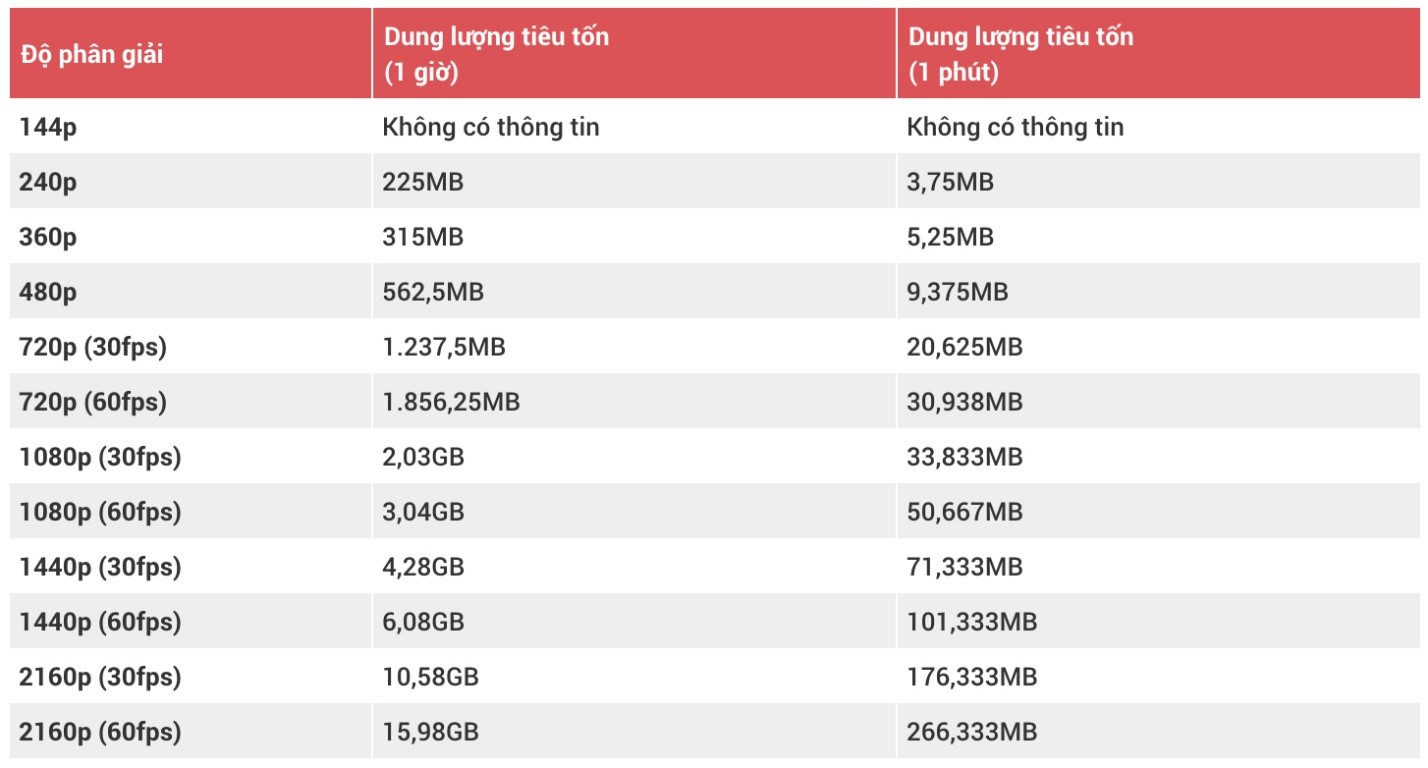 Độ phân giải
Dung lượng tiêu tốn
(1 giờ)
Dung lượng tiêu tốn
(1 phút)
144p Không có thông tin Không có thông tin
240p 225MB 3,75MB
360p 315MB 5,25MB
480p 562,5MB 9,375MB
720p (30fps) 1.237,5MB 20,625MB
720p (60fps) 1.856,25MB 30,938MB
1080p (30fps) 2,03GB 33,833MB
1080p (60fps) 3,04GB 50,667MB
1440p (30fps) 4,28GB 71,333MB
1440p (60fps) 6,08GB 101,333MB
2160p (30fps) 10,58GB 176,333MB
2160p (60fps) 15,98GB 266,333MB